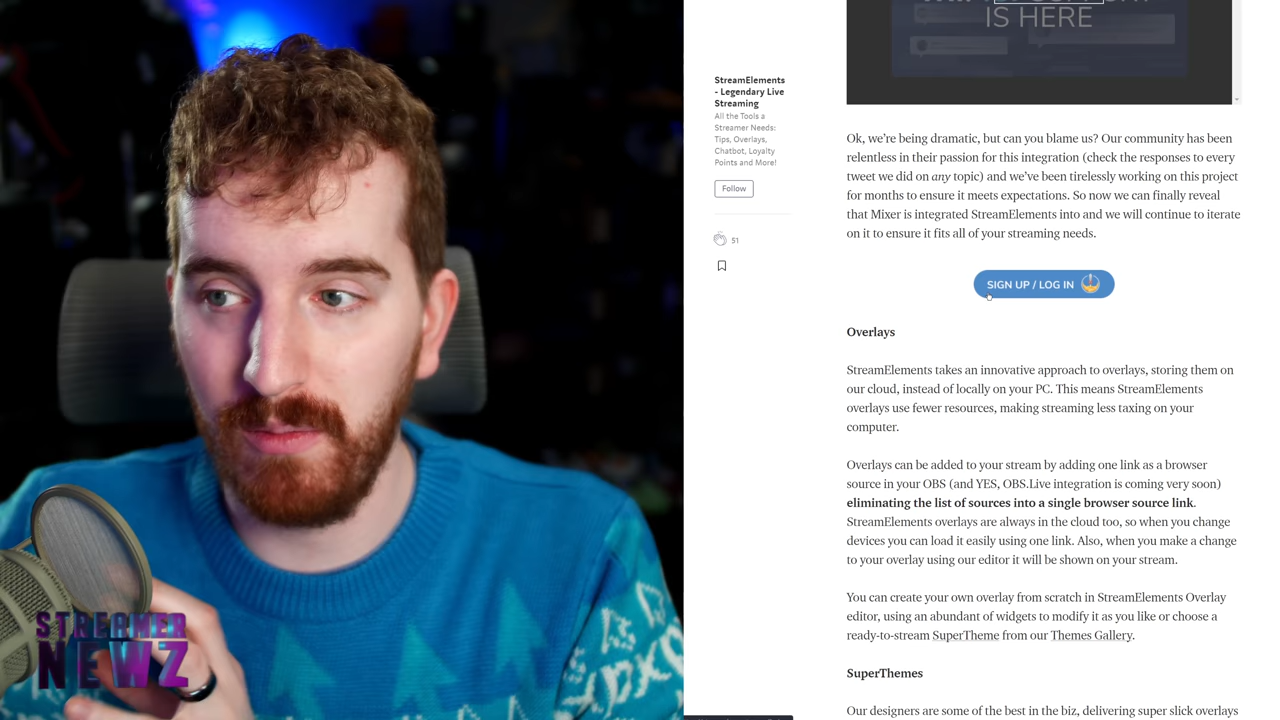 IS HERE
StreamElements
- Legendary Live
Streaming
All the Tools a
Streamer Needs:
Tips, Overlays,
Chatbot, Loyalty
Points and More!
Follow
51
Ok, we’re being dramatic, but can you blame us? Our community has been
relentless in their passion for this integration (check the responses to every
tweet we did on any topic) and we’ve been tirelessly working on this project
for months to ensure it meets expectations. So now we can finally reveal
that Mixer is integrated StreamElements into and we will continue to iterate
on it to ensure it fits all of your streaming needs.
SIGN UP / LOG IN
Overlays
StreamElements takes an innovative approach to overlays, storing them on
our cloud, instead of locally on your PC. This means StreamElements
overlays use fewer resources, making streaming less taxing on your
computer.
Overlays can be added to your stream by adding one link as a browser
source in your OBS (and YES, OBS.Live integration is coming very soon)
eliminating the list of sources into a single browser source link.
StreamElements overlays are always in the cloud too, so when you change
devices you can load it easily using one link. Also, when you make a change
to your overlay using our editor it will be shown on your stream.
You can create your own overlay from scratch in StreamElements Overlay
editor, using an abundant of widgets to modify it as you like or choose a
ready-to-stream SuperTheme from our Themes Gallery.
SuperThemes
Our designers are some of the best in the biz, delivering super slick overlays
STREAMER
NEWZ